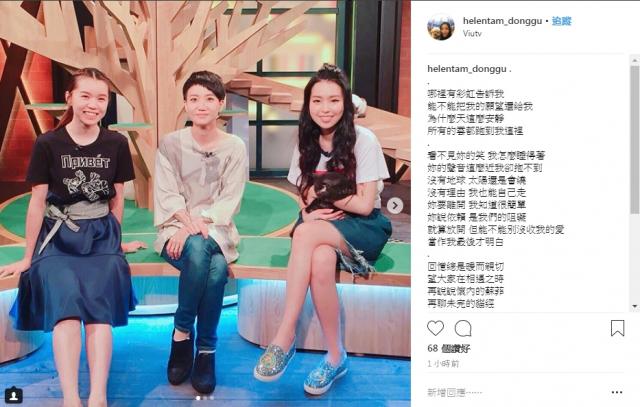 helentam_donggu • 追蹤
Viutv
helentam_donggu .
.
哪裡有彩虹告訴我
能不能把我的願望還給我
為什麼天這麼安靜
所有的雲都跑到我這裡
.
看不見妳的笑 我怎麼睡得著
妳的聲音這麼近我卻抱不到
沒有地球 太陽還是會繞
沒有理由 我也能自己走
妳要離開 我知道很簡單
妳說依賴 是我們的阻礙
就算放開 但能不能別沒收我的愛
當作我最後才明白
.
回憶總是暖而親切
望大家在相遇之時
再說說懷內的蘇菲
再聊未完的貓經
68 個讚好
1 小時前
新增回應……
Привет